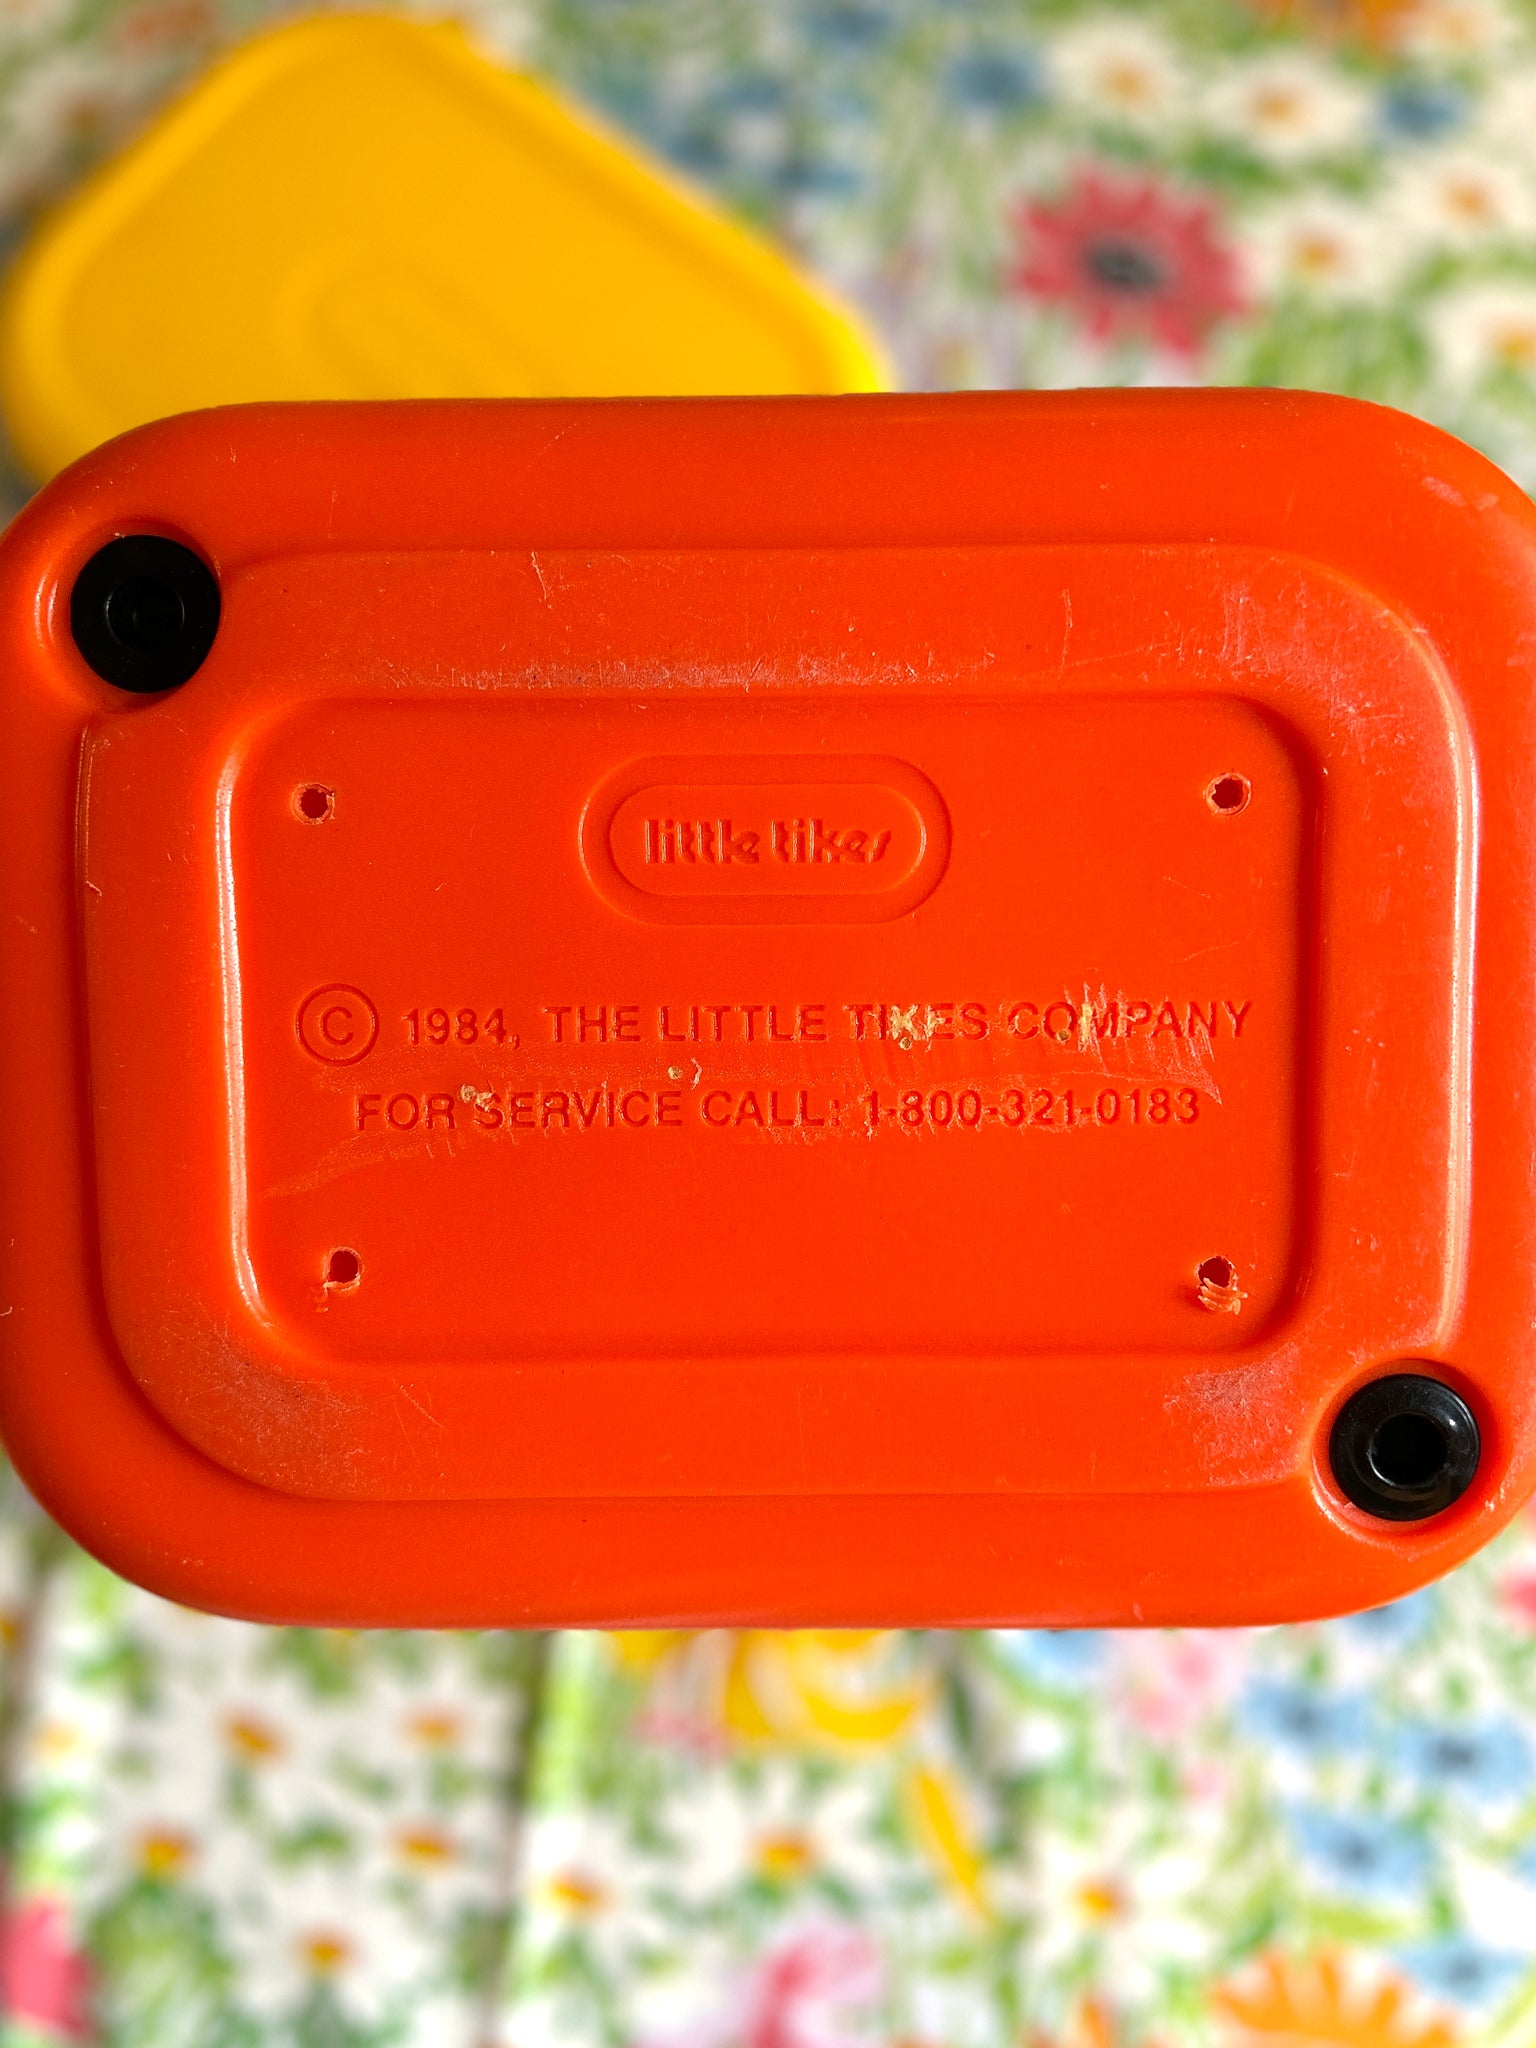 little tikes
© 1984, THE LITTLE TIKES COMPANY
FOR SERVICE CALL: 1-800-321-0183